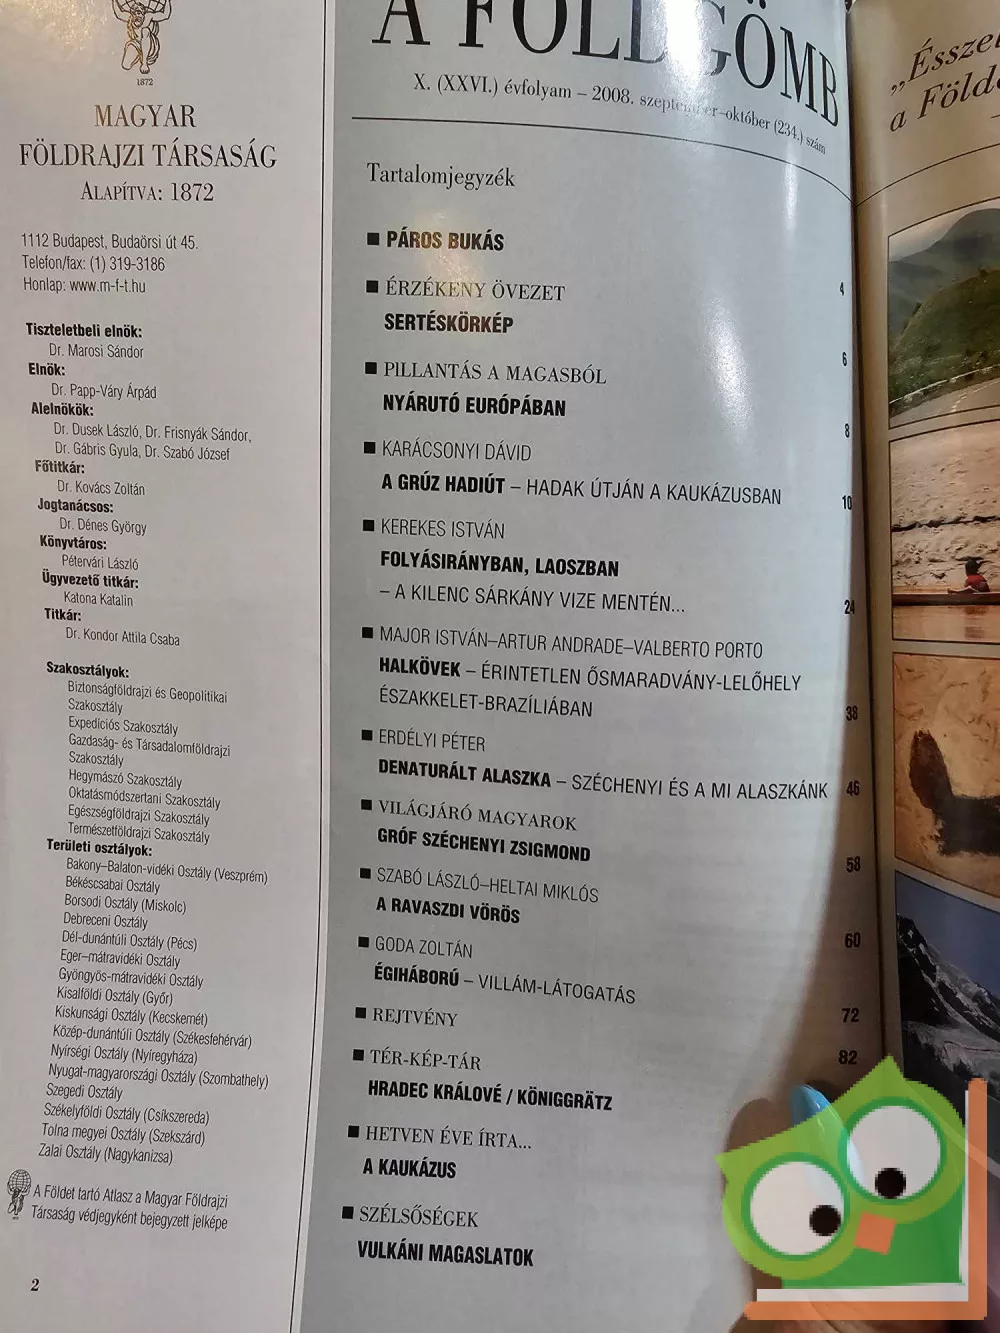 1872
MAGYAR
FÖLDRAJZI TÁRSASÁG
ALAPÍTVA: 1872
1112 Budapest, Budaörsi út 45.
Telefon/fax: (1) 319-3186
Honlap: www.m-f-t.hu
Tiszteletbeli elnök:
Dr. Marosi Sándor
Elnök:
Dr. Papp-Váry Árpád
Alelnökök:
Dr. Dusek László, Dr. Frisnyák Sándor,
Dr. Gábris Gyula, Dr. Szabó József
Főtitkár:
Dr. Kovács Zoltán
Jogtanácsos:
Dr. Dénes György
Könyvtáros:
Pétervári László
Ügyvezető titkár:
Katona Katalin
Titkár:
Dr. Kondor Attila Csaba
Szakosztályok:
Biztonságföldrajzi és Geopolitikai
Szakosztály
Expedíciós Szakosztály
Gazdaság- és Társadalomföldrajzi
Szakosztály
Hegymászó Szakosztály
Oktatásmódszertani Szakosztály
Egészségföldrajzi Szakosztály
Természetföldrajzi Szakosztály
Területi osztályok:
Bakony–Balaton-vidéki Osztály (Veszprém)
Békéscsabai Osztály
Borsodi Osztály (Miskolc)
Debreceni Osztály
Dél-dunántúli Osztály (Pécs)
Eger–mátravidéki Osztály
Gyöngyös-mátravidéki Osztály
Kisalföldi Osztály (Győr)
Kiskunsági Osztály (Kecskemét)
Közép-dunántúli Osztály (Székesfehérvár)
Nyírségi Osztály (Nyíregyháza)
Nyugat-magyarországi Osztály (Szombathely)
Szegedi Osztály
Székelyföldi Osztály (Csíkszereda)
Tolna megyei Osztály (Szekszárd)
Zalai Osztály (Nagykanizsa)
A Földet tartó Atlasz a Magyar Földrajzi
Társaság védjegyként bejegyzett jelképe
2
A FÖLDGÖMB
X. (XXVI.) évfolyam – 2008. szeptember–október (234.) szám
Tartalomjegyzék
■ PÁROS BUKÁS 4
■ ÉRZÉKENY ÖVEZET
SERTÉSKÖRKÉP 6
■ PILLANTÁS A MAGASBÓL
NYÁRUTÓ EURÓPÁBAN 8
■ KARÁCSONYI DÁVID
A GRÚZ HADIÚT – HADAK ÚTJÁN A KAUKÁZUSBAN 10
■ KEREKES ISTVÁN
FOLYÁSIRÁNYBAN, LAOSZBAN
– A KILENC SÁRKÁNY VIZE MENTÉN... 24
■ MAJOR ISTVÁN–ARTUR ANDRADE–VALBERTO PORTO
HALKÖVEK – ÉRINTETLEN ŐSMARADVÁNY-LELŐHELY
ÉSZAKKELET-BRAZÍLIÁBAN 38
■ ERDÉLYI PÉTER
DENATURÁLT ALASZKA – SZÉCHENYI ÉS A MI ALASZKÁNK 46
■ VILÁGJÁRÓ MAGYAROK
GRÓF SZÉCHENYI ZSIGMOND 58
■ SZABÓ LÁSZLÓ–HELTAI MIKLÓS
A RAVASZDI VÖRÖS 60
■ GODA ZOLTÁN
ÉGIHÁBORÚ – VILLÁM-LÁTOGATÁS 72
■ REJTVÉNY 82
■ TÉR-KÉP-TÁR
HRADEC KRÁLOVÉ / KÖNIGGRÄTZ
■ HETVEN ÉVE ÍRTA...
A KAUKÁZUS
■ SZÉLSŐSÉGEK
VULKÁNI MAGASLATOK
a